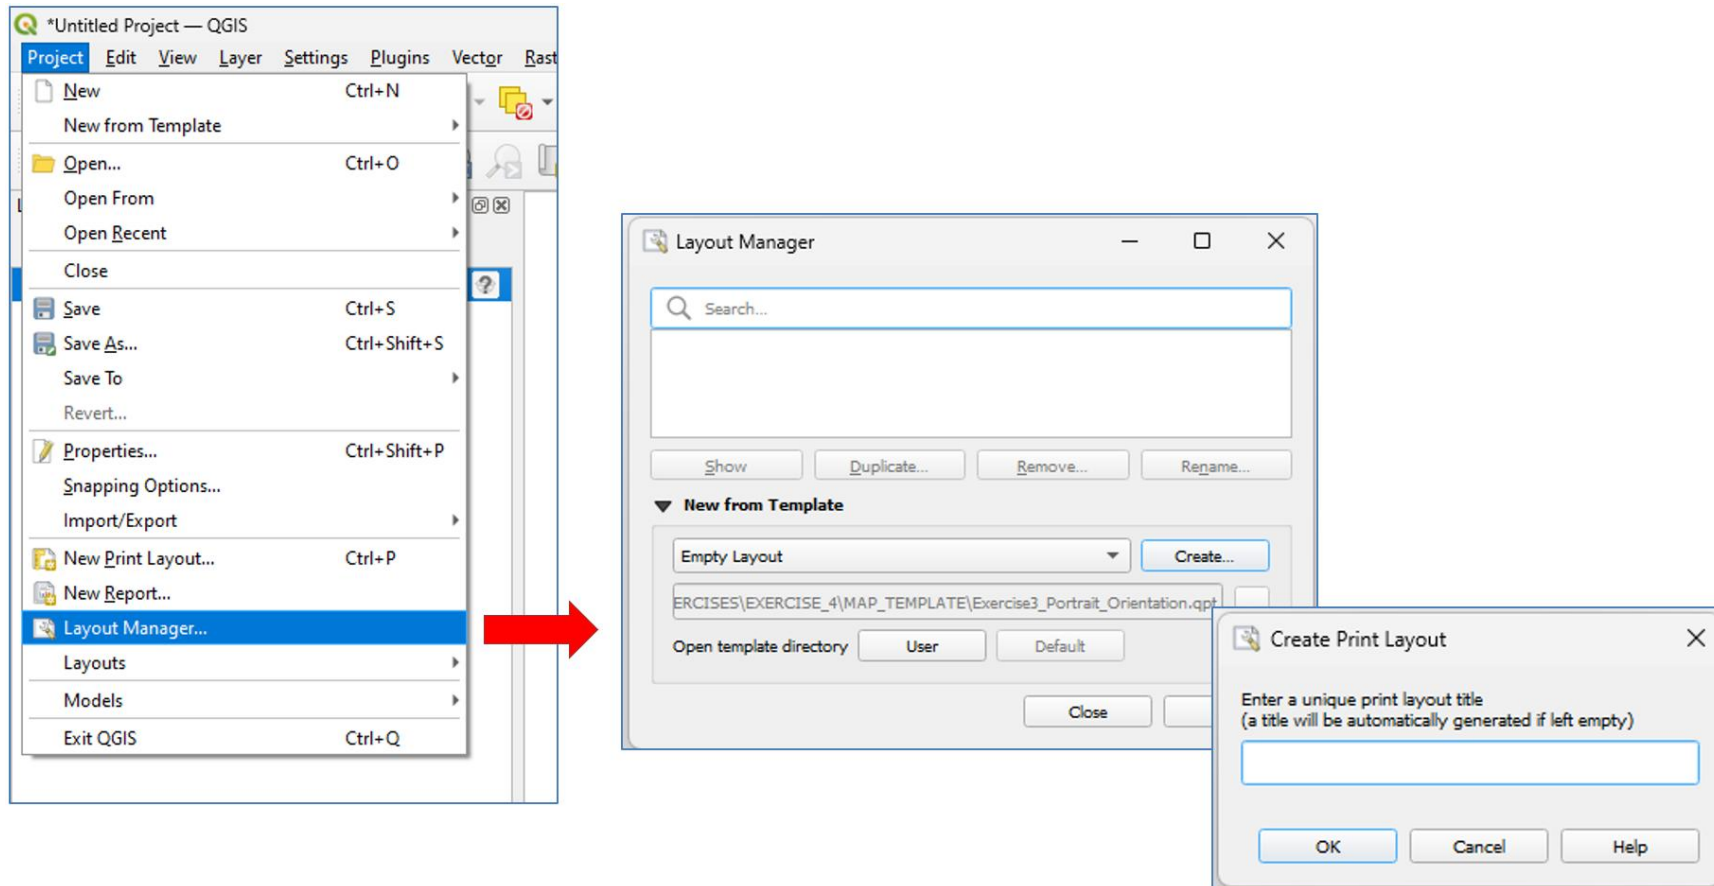 *Untitled Project — QGIS
Project Edit View Layer Settings Plugins Vector Rast
New Ctrl+N
New from Template
Open... Ctrl+O
Open From
Open Recent
Close
Save Ctrl+S
Save As... Ctrl+Shift+S
Save To
Revert...
Properties... Ctrl+Shift+P
Snapping Options...
Import/Export
New Print Layout... Ctrl+P
New Report...
Layout Manager...
Layouts
Models
Exit QGIS Ctrl+Q
Layout Manager
Search...
Show Duplicate... Remove... Rename...
New from Template
Empty Layout Create...
ERCISES\EXERCISE_4\MAP_TEMPLATE\Exercise3_Portrait_Orientation.qpt
Open template directory User Default
Close
Create Print Layout
Enter a unique print layout title
(a title will be automatically generated if left empty)
OK Cancel Help